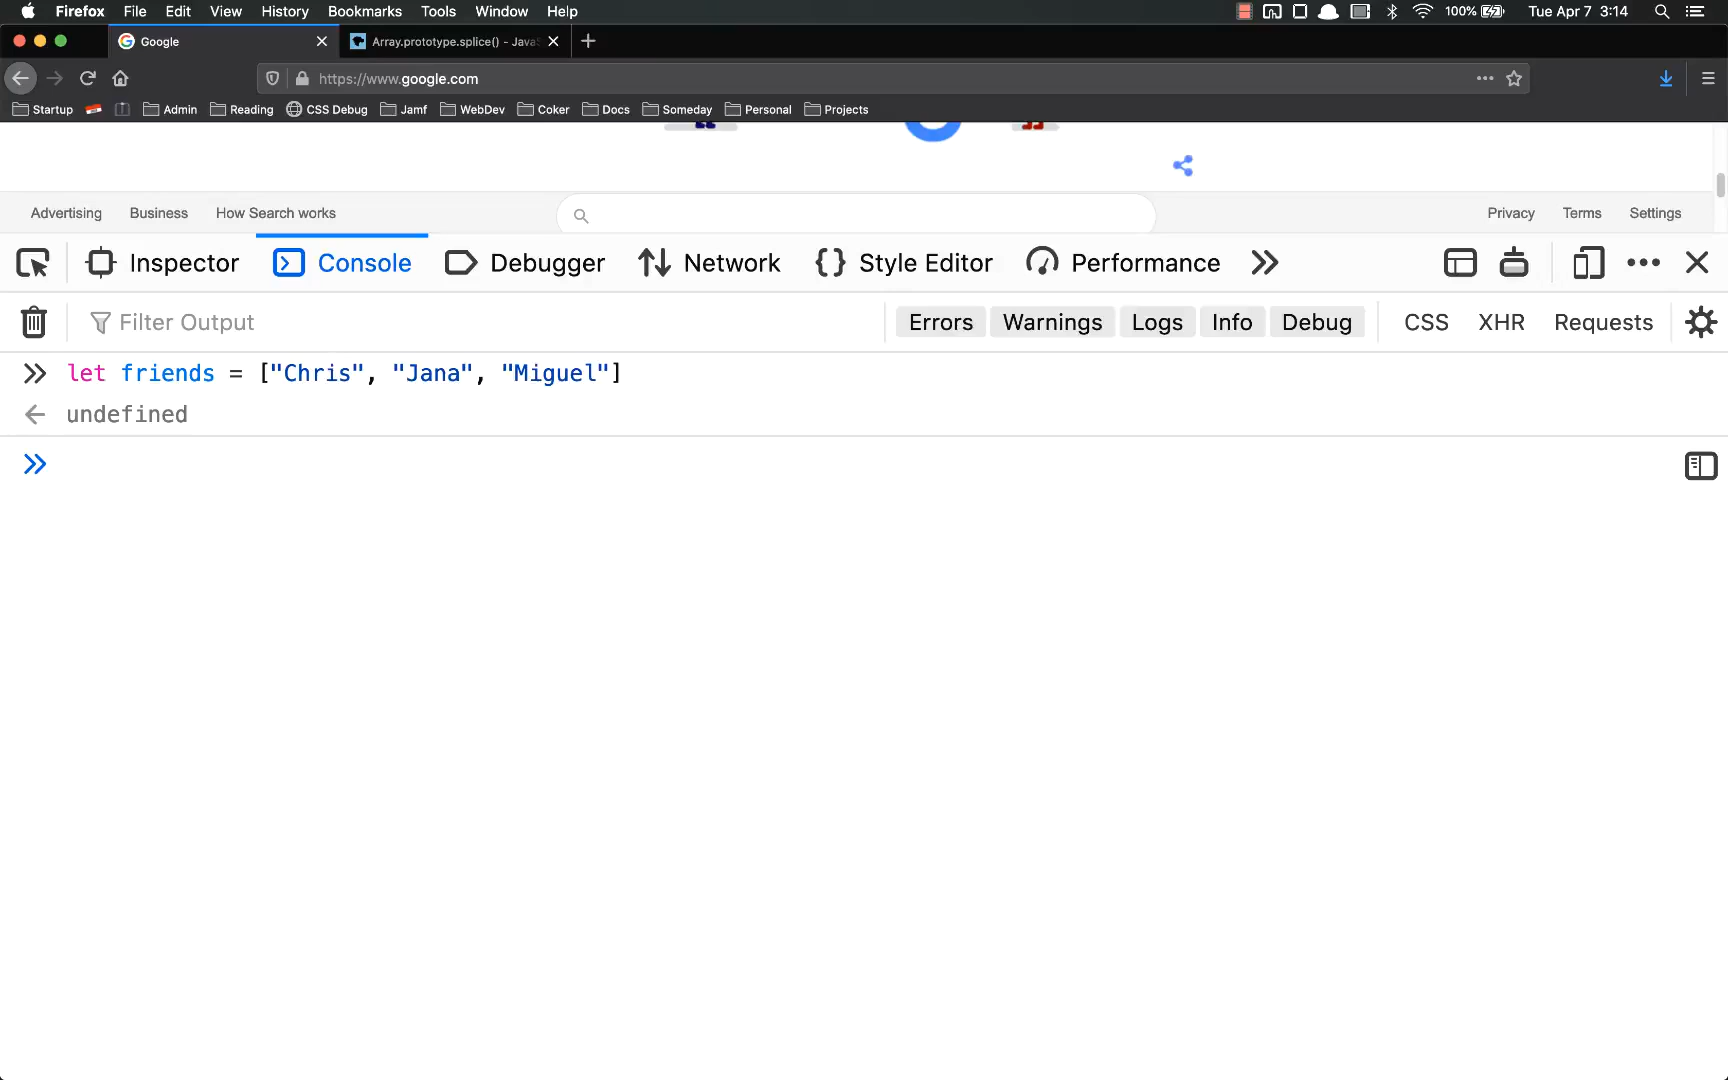 Firefox File Edit View History Bookmarks Tools Window Help 100% Tue Apr 7 3:14
Google Array.prototype.splice() - Java
https://www.google.com
Startup Admin Reading CSS Debug Jamf WebDev Coker Docs Someday Personal Projects
Advertising Business How Search works Privacy Terms Settings
Inspector Console Debugger Network Style Editor Performance
Filter Output Errors Warnings Logs Info Debug CSS XHR Requests
let friends = ["Chris", "Jana", "Miguel"]
undefined